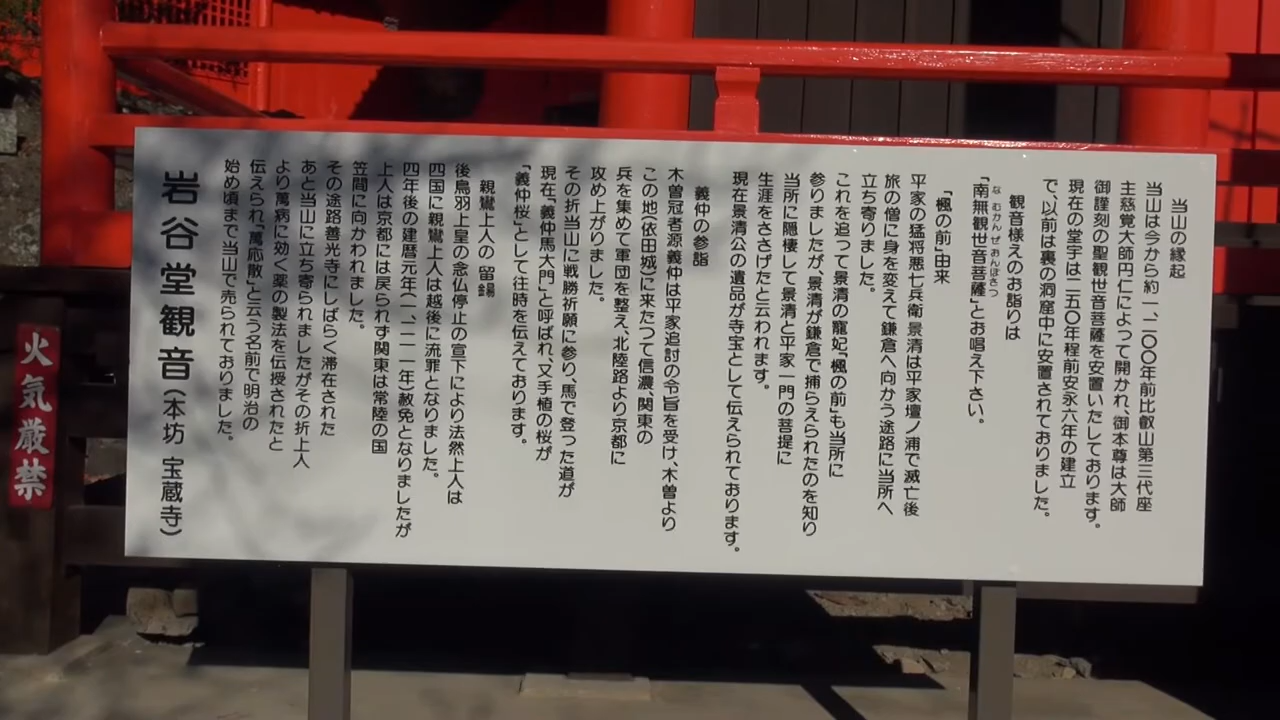 当山の縁起
当山は今から約一、二〇〇年前比叡山第三代座
主慈覚大師円仁によって開かれ、御本尊は大師
御謹刻の聖観世音菩薩を安置いたしております。
現在の堂宇は二五〇年程前安永六年の建立
で、以前は裏の洞窟中に安置されておりました。
観音様えのお詣りは
なむかんぜおんぼさつ
「南無観世音菩薩」とお唱え下さい。
「楓の前」由来
平家の猛将悪七兵衛景清は平家壇ノ浦で滅亡後
旅の僧に身を変えて鎌倉へ向かう途路に当所へ
立ち寄りました。
これを追って景清の寵妃「楓の前」も当所に
参りましたが、景清が鎌倉で捕らえられたのを知り
当所に隠棲して景清と平家一門の菩提に
生涯をささげたと云われます。
現在景清公の遺品が寺宝として伝えられております。
義仲の参詣
木曽冠者源義仲は平家追討の令旨を受け、木曽より
この地(依田城)に来たつて信濃、関東の
兵を集めて軍団を整え、北陸路より京都に
攻め上がりました。
その折当山に戦勝祈願に参り、馬で登った道が
現在「義仲馬大門」と呼ばれ、又手植の桜が
「義仲桜」として往時を伝えております。
親鸞上人の留錫
後鳥羽上皇の念仏停止の宣下により法然上人は
四国に親鸞上人は越後に流罪となりました。
四年後の建暦元年(一、二一一年)赦免となりましたが
上人は京都には戻られず関東は常陸の国
笠間に向かわれました。
その途路善光寺にしばらく滞在された
あと当山に立ち寄られましたがその折上人
より萬病に効く薬の製法を伝授されたと
伝えられ「萬応散」と云う名前で明治の
始め頃まで当山で売られておりました。
岩谷堂観音(本坊 宝蔵寺)
火気厳禁